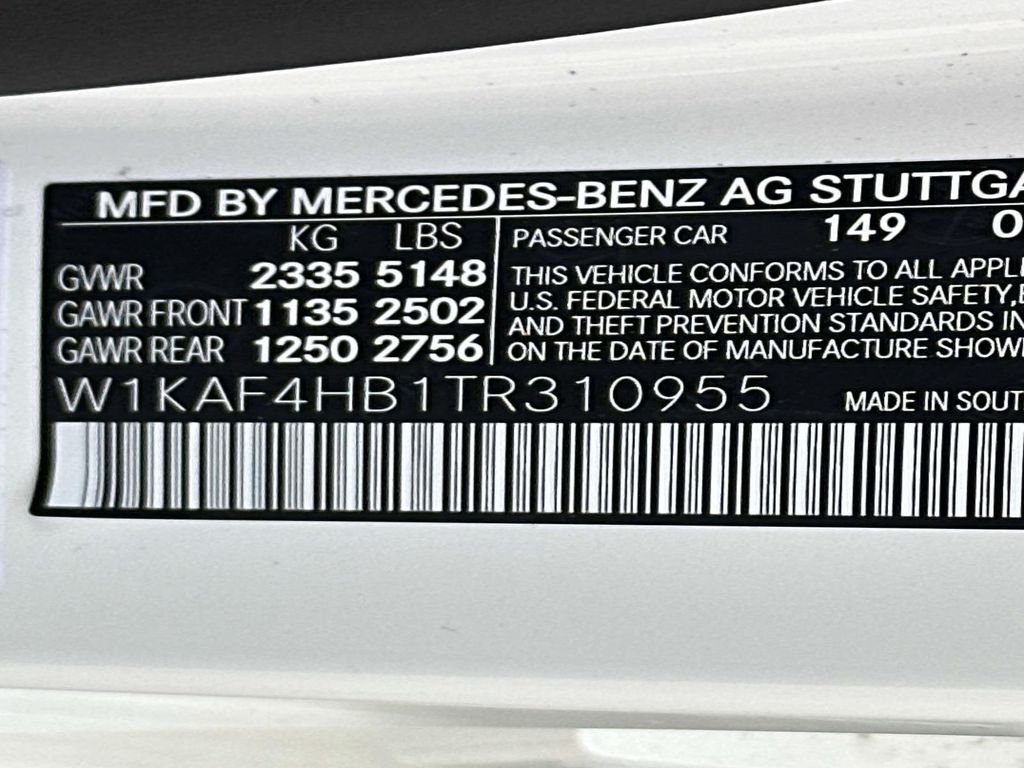 MFD BY MERCEDES-BENZ AG STUTTGA
KG LBS
GVWR 2335 5148
GAWR FRONT 1135 2502
GAWR REAR 1250 2756
PASSENGER CAR 149 0
THIS VEHICLE CONFORMS TO ALL APPLI
U.S. FEDERAL MOTOR VEHICLE SAFETY,
AND THEFT PREVENTION STANDARDS IN
ON THE DATE OF MANUFACTURE SHOW
W1KAF4HB1TR310955
MADE IN SOUT